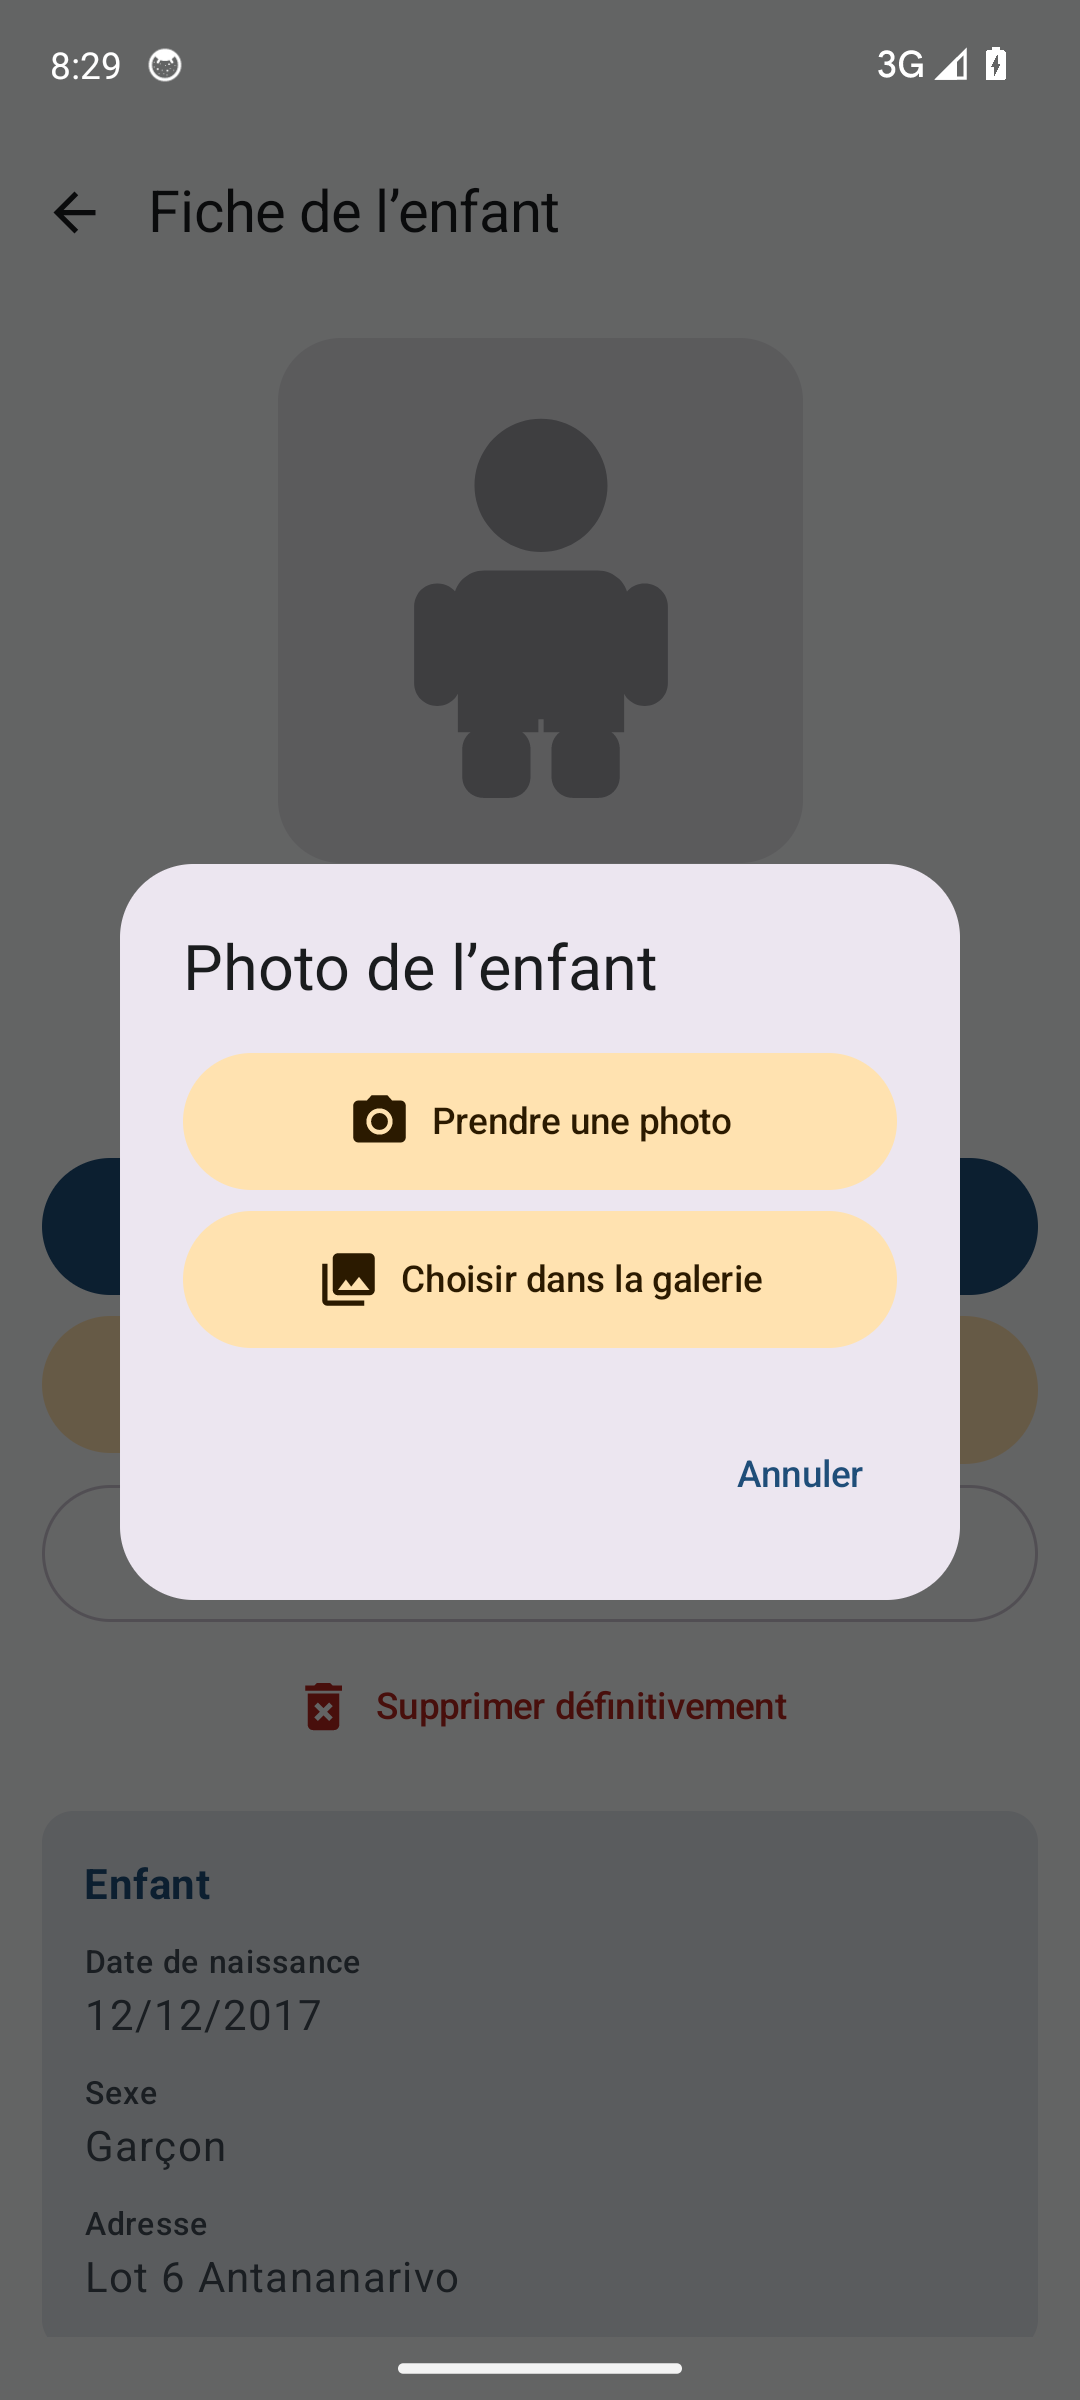 8:29
3G
Fiche de l’enfant
Photo de l’enfant
Prendre une photo
Choisir dans la galerie
Annuler
Supprimer définitivement
Enfant
Date de naissance
12/12/2017
Sexe
Garçon
Adresse
Lot 6 Antananarivo